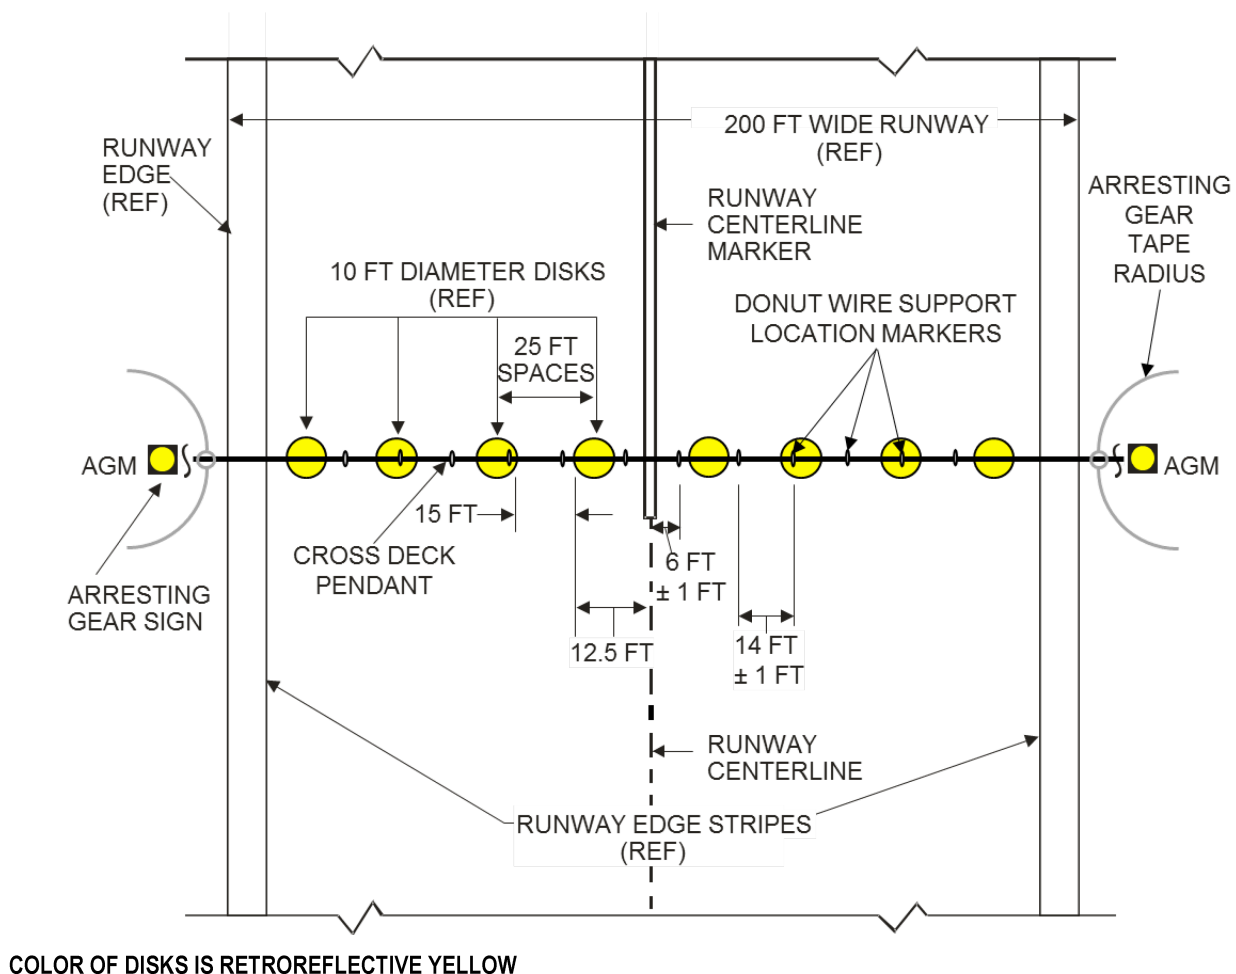 200 FT WIDE RUNWAY
(REF)
RUNWAY
EDGE
(REF)
ARRESTING
GEAR
TAPE
RADIUS
RUNWAY
CENTERLINE
MARKER
10 FT DIAMETER DISKS
(REF)
DONUT WIRE SUPPORT
LOCATION MARKERS
25 FT
SPACES
AGM
AGM
15 FT
CROSS DECK
PENDANT
6 FT
± 1 FT
ARRESTING
GEAR SIGN
12.5 FT
14 FT
± 1 FT
RUNWAY
CENTERLINE
RUNWAY EDGE STRIPES
(REF)
COLOR OF DISKS IS RETROREFLECTIVE YELLOW